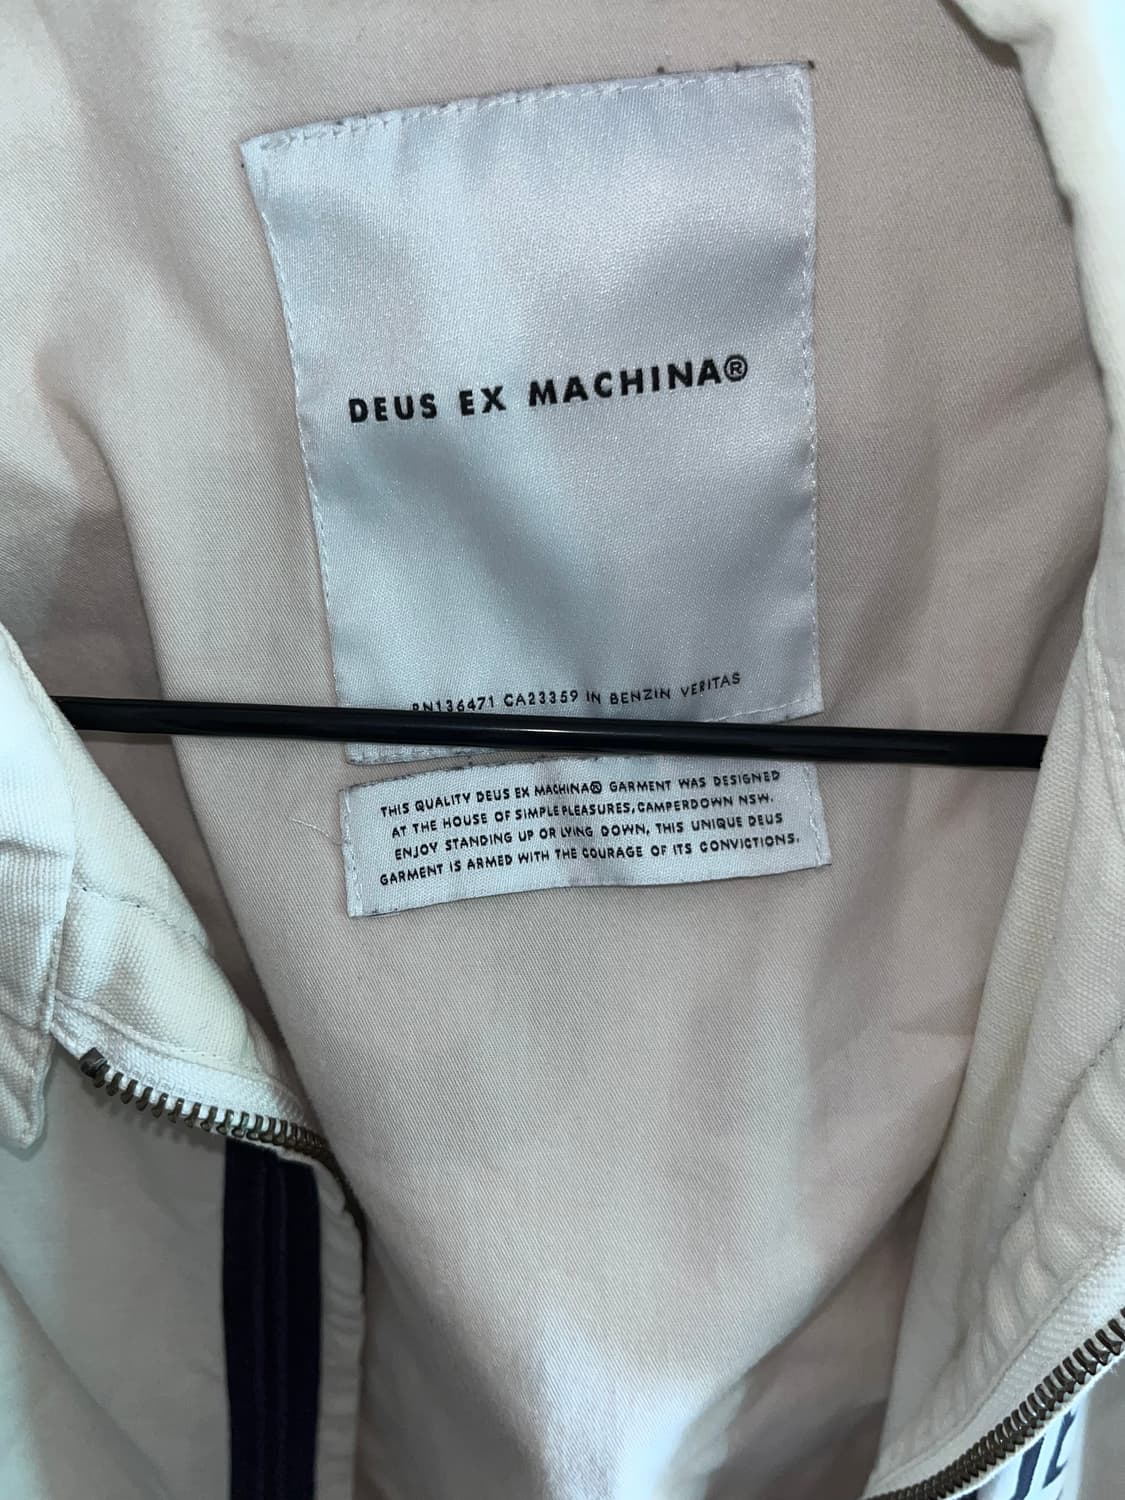 DEUS EX MACHINA®
RN136471 CA23359 IN BENZIN VERITAS
THIS QUALITY DEUS EX MACHINA® GARMENT WAS DESIGNED
AT THE HOUSE OF SIMPLE PLEASURES, CAMPERDOWN NSW.
ENJOY STANDING UP OR LYING DOWN, THIS UNIQUE DEUS
GARMENT IS ARMED WITH THE COURAGE OF ITS CONVICTIONS.